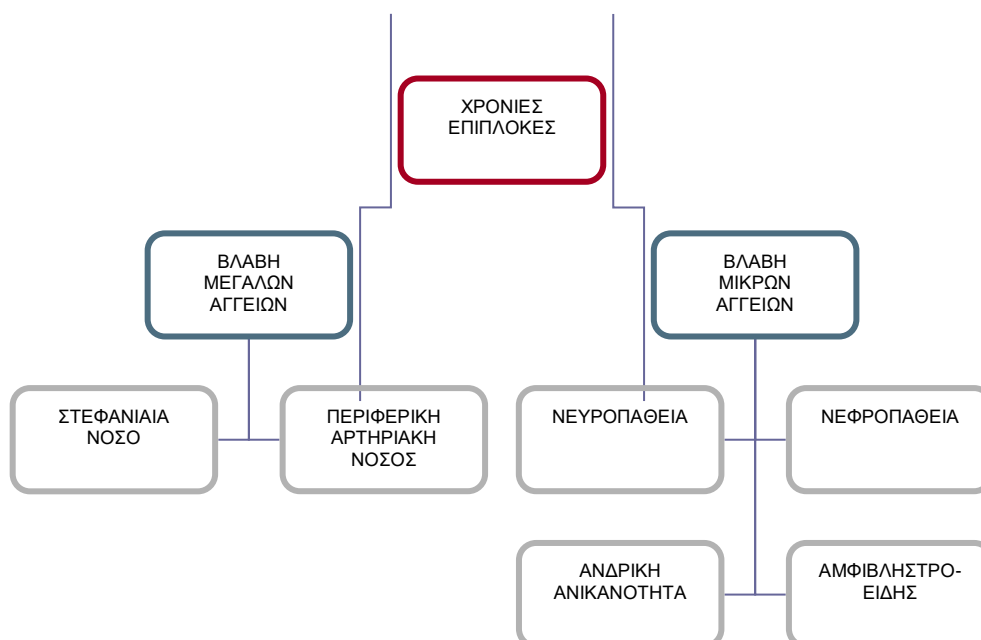 ΧΡΟΝΙΕΣ
ΕΠΙΠΛΟΚΕΣ
ΒΛΑΒΗ
ΜΕΓΑΛΩΝ
ΑΓΓΕΙΩΝ
ΒΛΑΒΗ
ΜΙΚΡΩΝ
ΑΓΓΕΙΩΝ
ΣΤΕΦΑΝΙΑΙΑ
ΝΟΣΟ
ΠΕΡΙΦΕΡΙΚΗ
ΑΡΤΗΡΙΑΚΗ
ΝΟΣΟΣ
ΝΕΥΡΟΠΑΘΕΙΑ
ΝΕΦΡΟΠΑΘΕΙΑ
ΑΝΔΡΙΚΗ
ΑΝΙΚΑΝΟΤΗΤΑ
ΑΜΦΙΒΛΗΣΤΡΟ-
ΕΙΔΗΣ